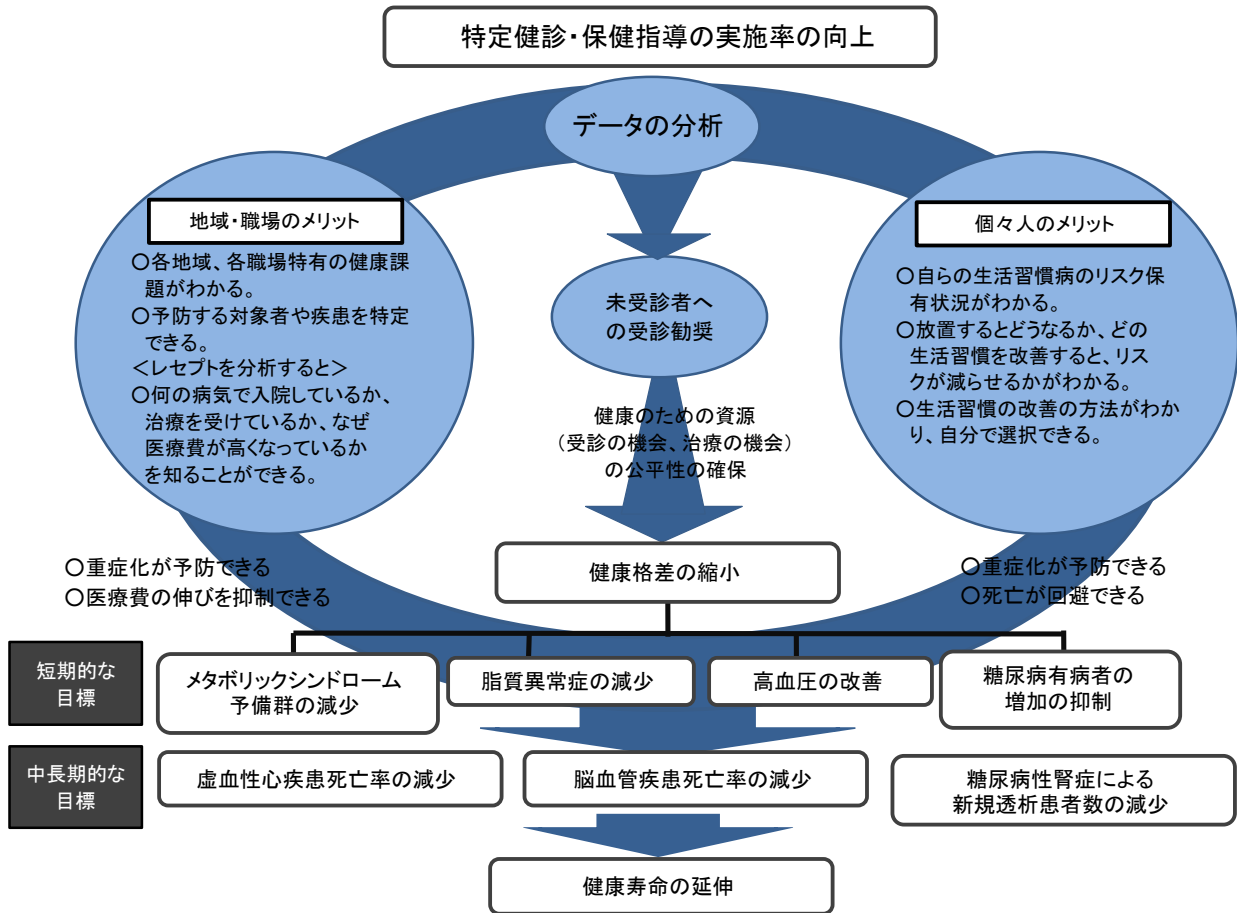 特定健診・保健指導の実施率の向上
データの分析
地域・職場のメリット
○各地域、各職場特有の健康課
題がわかる。
○予防する対象者や疾患を特定
できる。
＜レセプトを分析すると＞
○何の病気で入院しているか、
治療を受けているか、なぜ
医療費が高くなっているか
を知ることができる。
未受診者へ
の受診勧奨
個々人のメリット
○自らの生活習慣病のリスク保
有状況がわかる。
○放置するとどうなるか、どの
生活習慣を改善すると、リス
クが減らせるかがわかる。
○生活習慣の改善の方法がわか
り、自分で選択できる。
健康のための資源
（受診の機会、治療の機会）
の公平性の確保
○重症化が予防できる
○医療費の伸びを抑制できる
健康格差の縮小
○重症化が予防できる
○死亡が回避できる
短期的な
目標
メタボリックシンドローム
予備群の減少
脂質異常症の減少
高血圧の改善
糖尿病有病者の
増加の抑制
中長期的な
目標
虚血性心疾患死亡率の減少
脳血管疾患死亡率の減少
糖尿病性腎症による
新規透析患者数の減少
健康寿命の延伸